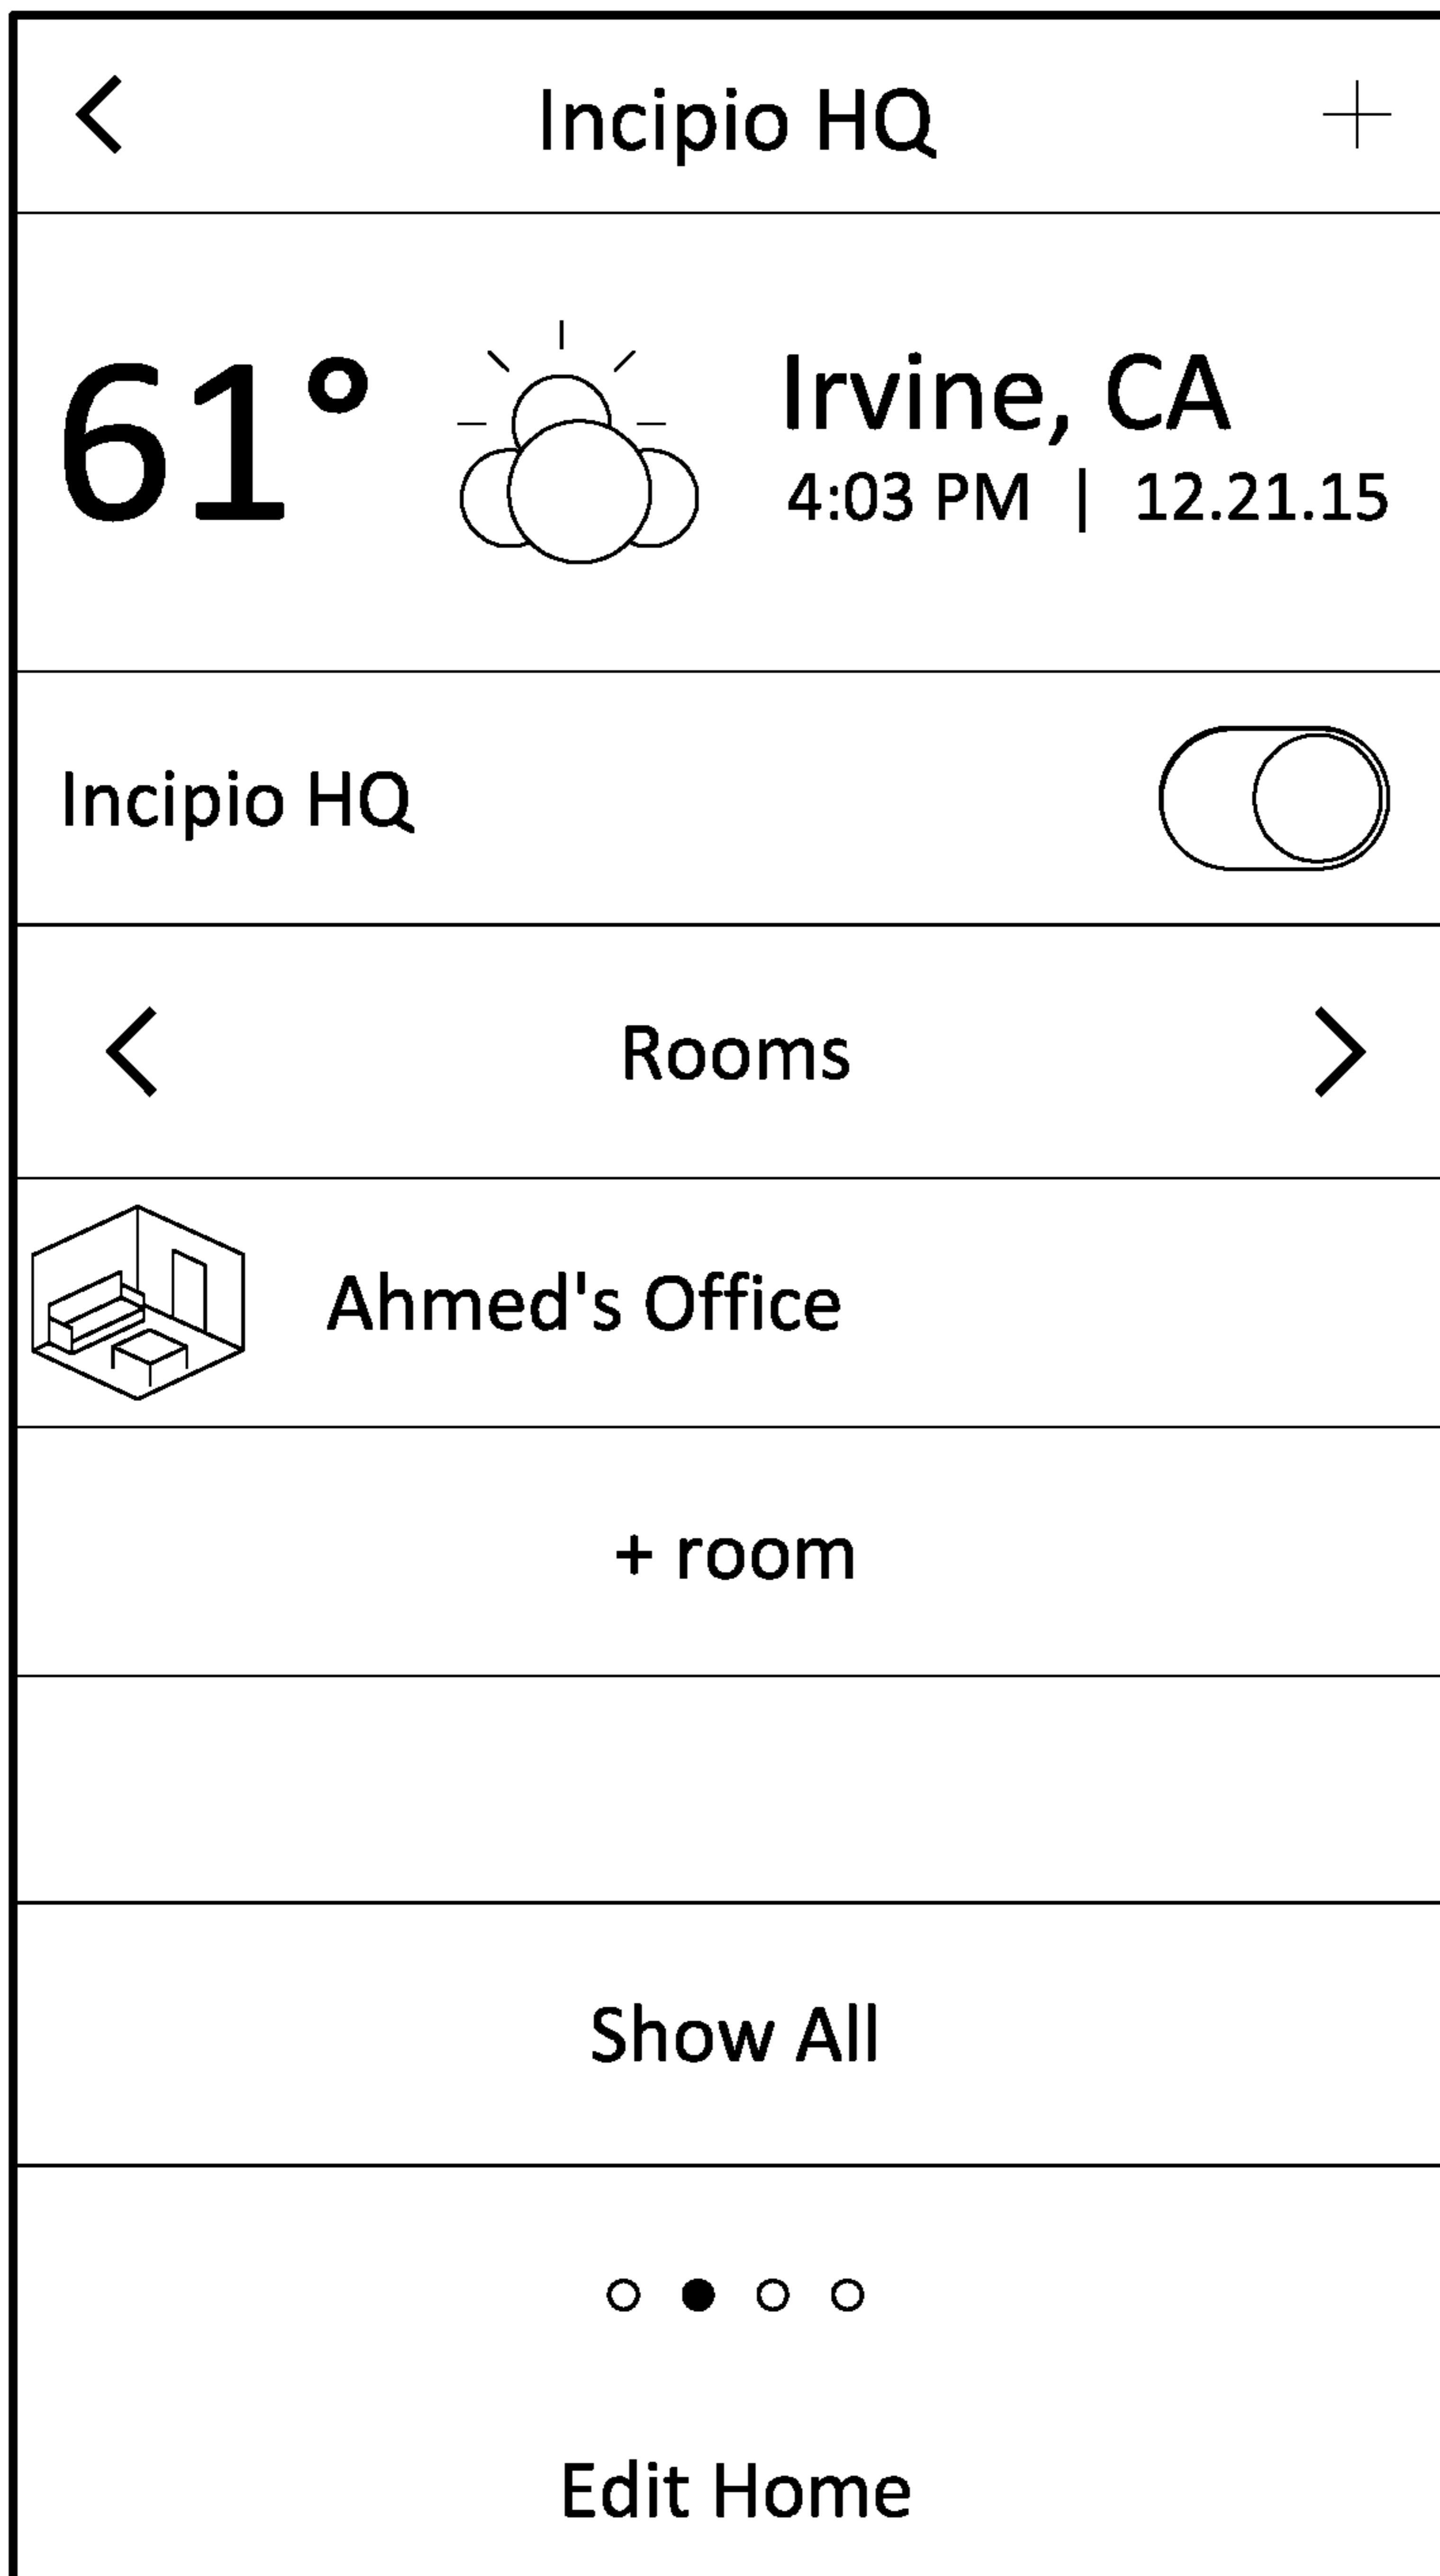 Incipio HQ
61°
Irvine, CA
4:03 PM | 12.21.15
Incipio HQ
Rooms
Ahmed's Office
+ room
Show All
Edit Home